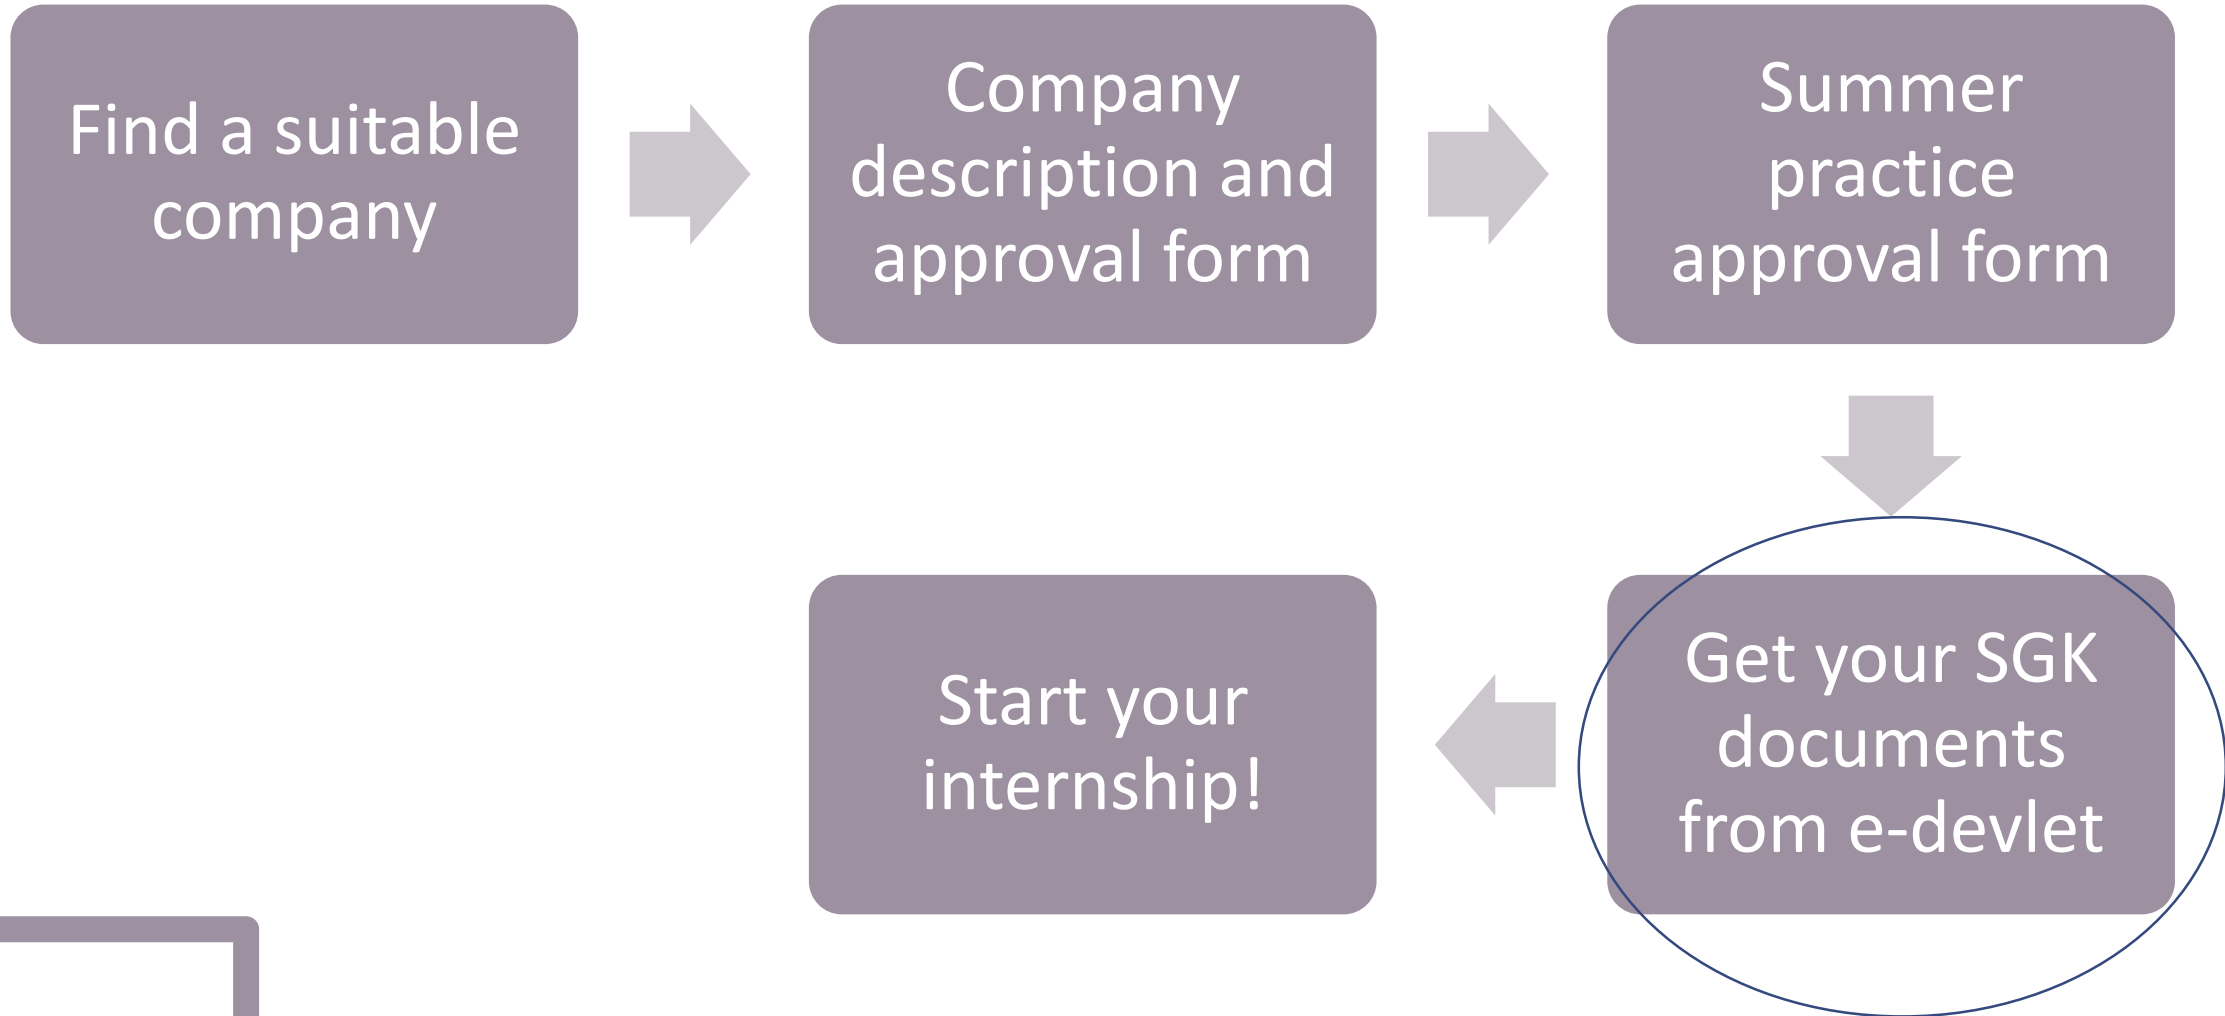 Find a suitable
company
Company
description and
approval form
Summer
practice
approval form
Get your SGK
documents
from e-devlet
Start your
internship!